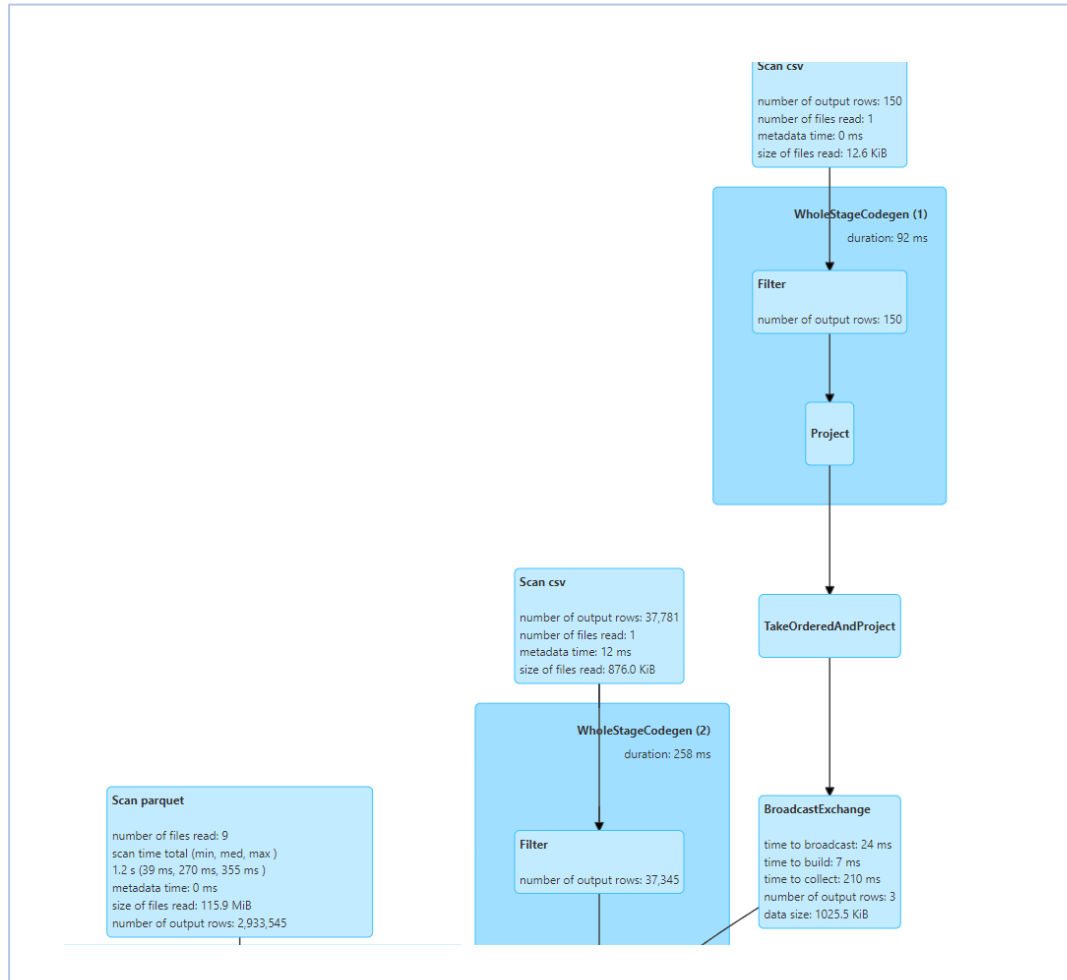 Scan csv
number of output rows: 150
number of files read: 1
metadata time: 0 ms
size of files read: 12.6 KiB
WholeStageCodegen (1)
duration: 92 ms
Filter
number of output rows: 150
Project
TakeOrderedAndProject
BroadcastExchange
time to broadcast: 24 ms
time to build: 7 ms
time to collect: 210 ms
number of output rows: 3
data size: 1025.5 KiB
Scan csv
number of output rows: 37,781
number of files read: 1
metadata time: 12 ms
size of files read: 876.0 KiB
WholeStageCodegen (2)
duration: 258 ms
Filter
number of output rows: 37,345
Scan parquet
number of files read: 9
scan time total (min, med, max )
1.2 s (39 ms, 270 ms, 355 ms )
metadata time: 0 ms
size of files read: 115.9 MiB
number of output rows: 2,933,545